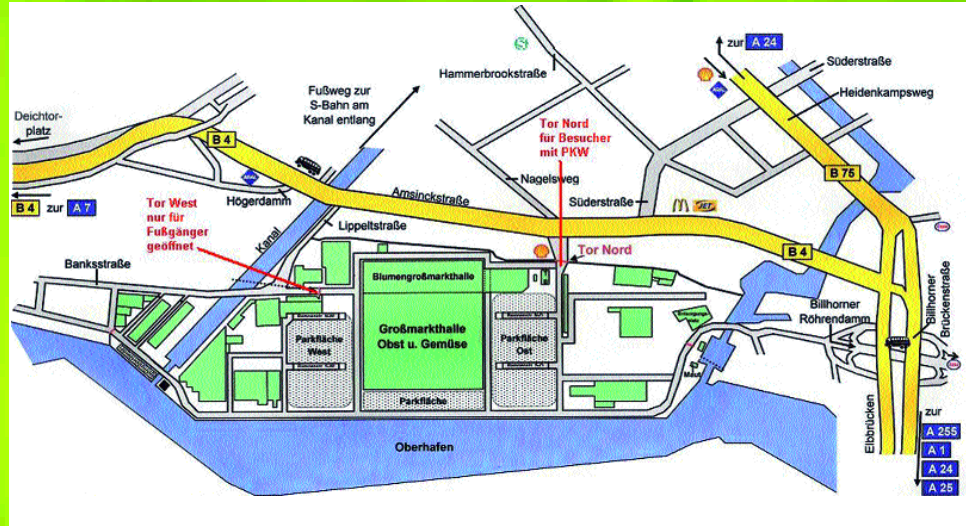 zur A 24
Süderstraße
Hammerbrookstraße
Heidenkampsweg
Fußweg zur
S-Bahn am
Kanal entlang
Deichtor-
platz
Tor Nord
für Besucher
mit PKW
B 4
B 75
Nagelsweg
B 4 zur A 7
Högerdamm
Amsinckstraße
Süderstraße
JET
Tor West
nur für
Fußgänger
geöffnet
Lippeltstraße
Kanal
Tor Nord
B 4
Banksstraße
Blumengroßmarkthalle
Billhorner
Röhrendamm
Billhorner
Brückenstraße
Großmarkthalle
Obst u. Gemüse
Parkfläche
West
Parkfläche
Ost
Maut
Parkfläche
Elbbrücken
zur
A 255
A 1
A 24
A 25
Oberhafen